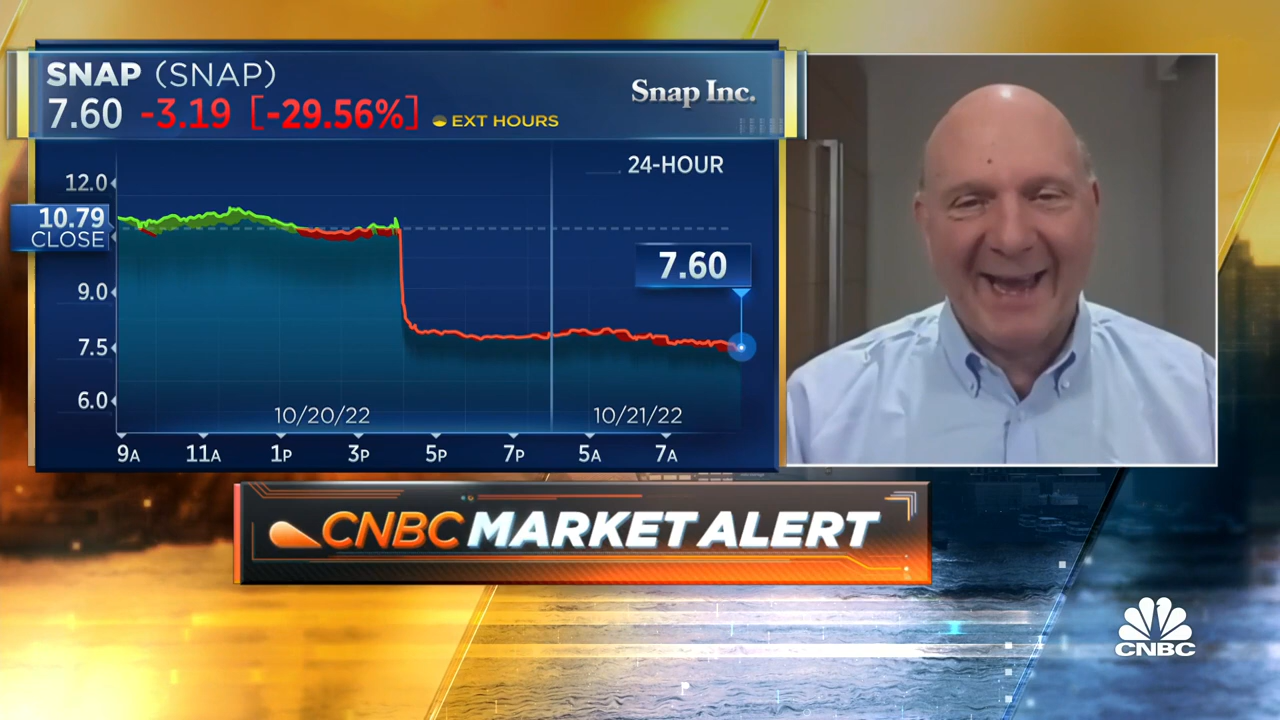 SNAP (SNAP)
7.60 -3.19 [-29.56%] EXT HOURS
Snap Inc.
24-HOUR
12.0
10.79
CLOSE
9.0
7.5
6.0
7.60
10/20/22
10/21/22
9A 11A 1P 3P 5P 7P 5A 7A
CNBC MARKET ALERT
P
CNBC